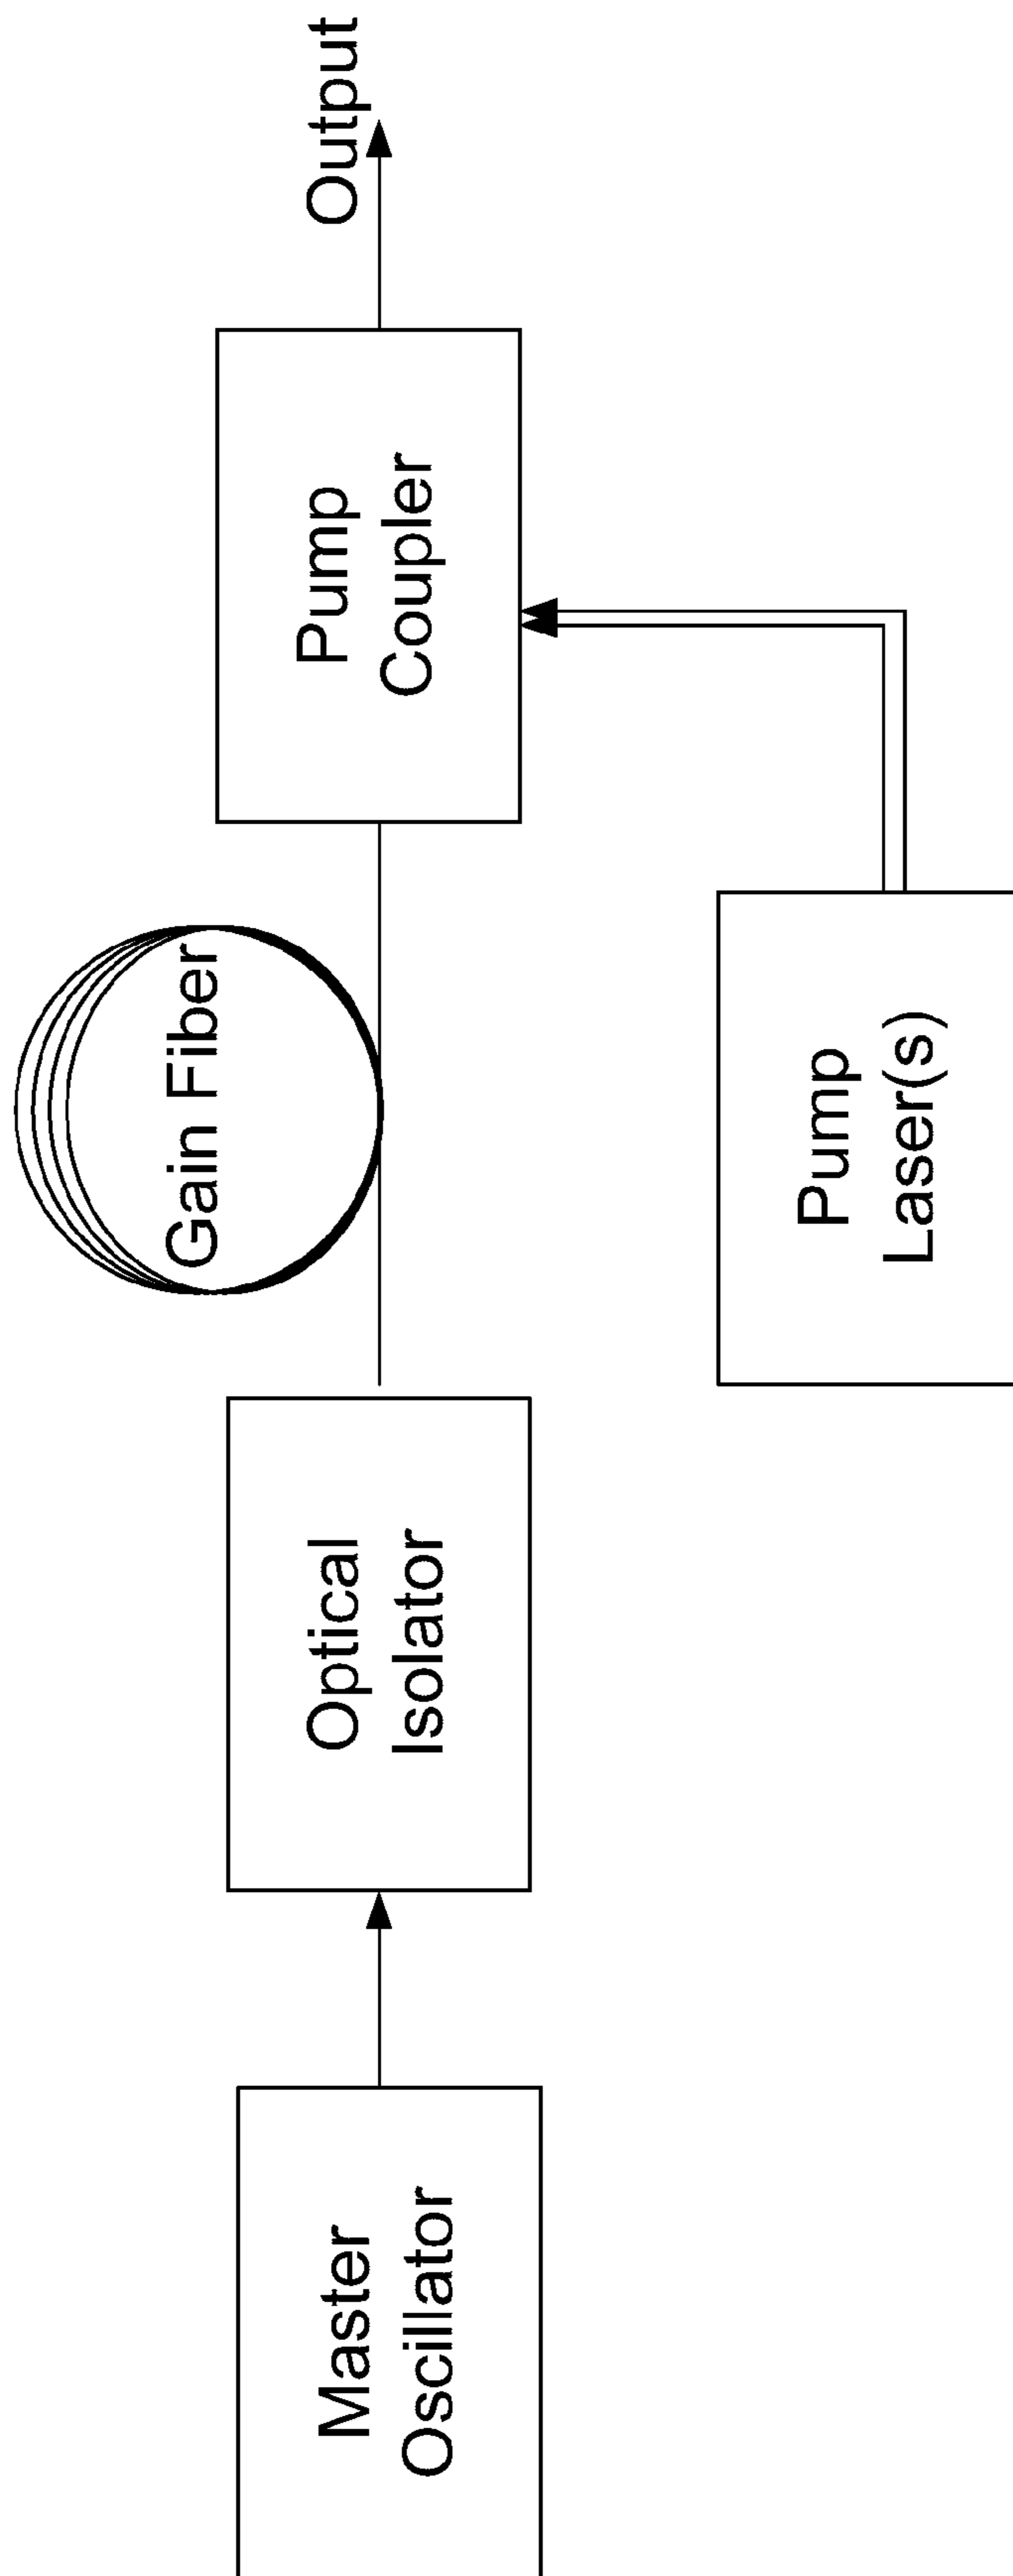 Master
Oscillator
Optical
Isolator
Gain Fiber
Pump
Coupler
Output
Pump
Laser(s)